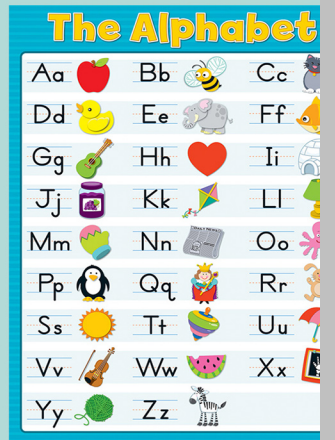 The Alphabet
Aa Bb Cc
Dd Ee Ff
Gg Hh Ii
Jj Kk Ll
Mm Nn Oo
Pp Qq Rr
Ss Tt Uu
Vv Ww Xx
Yy Zz